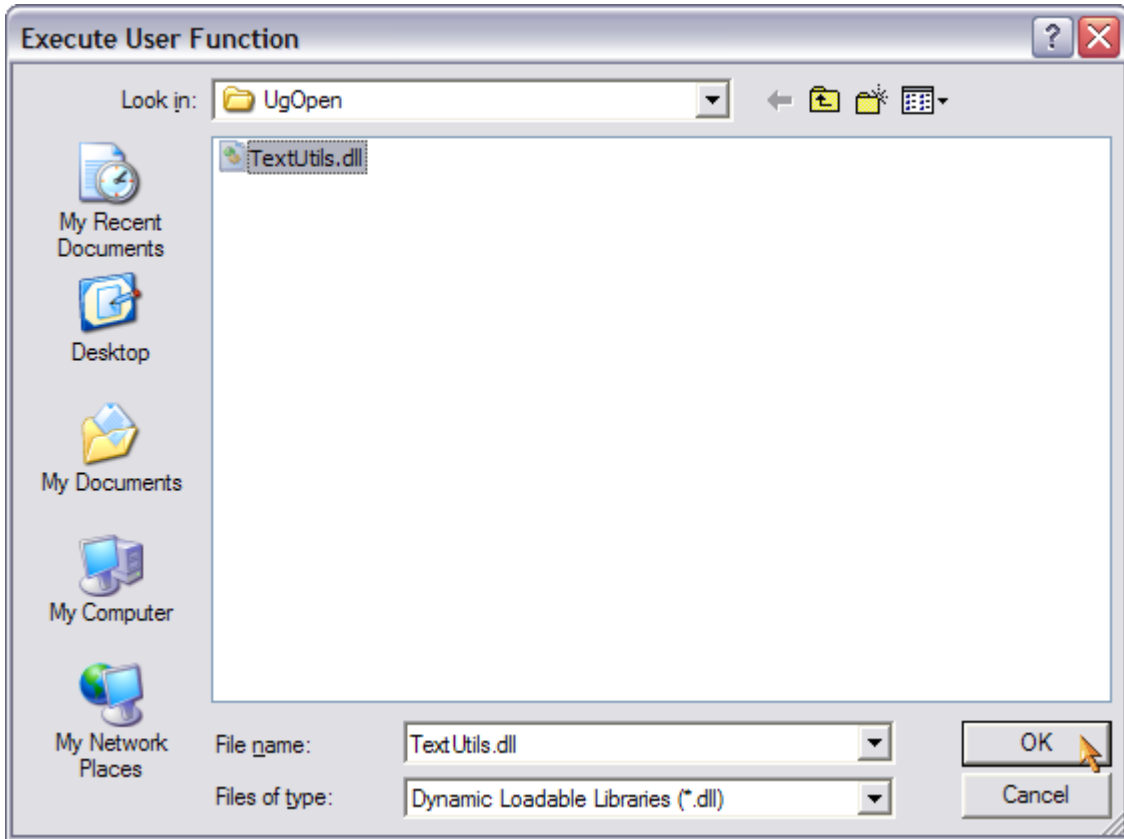 Execute User Function
?
Look in:
UgOpen
TextUtils.dll
My Recent
Documents
Desktop
My Documents
My Computer
My Network
Places
File name:
TextUtils.dll
OK
Files of type:
Dynamic Loadable Libraries (*.dll)
Cancel